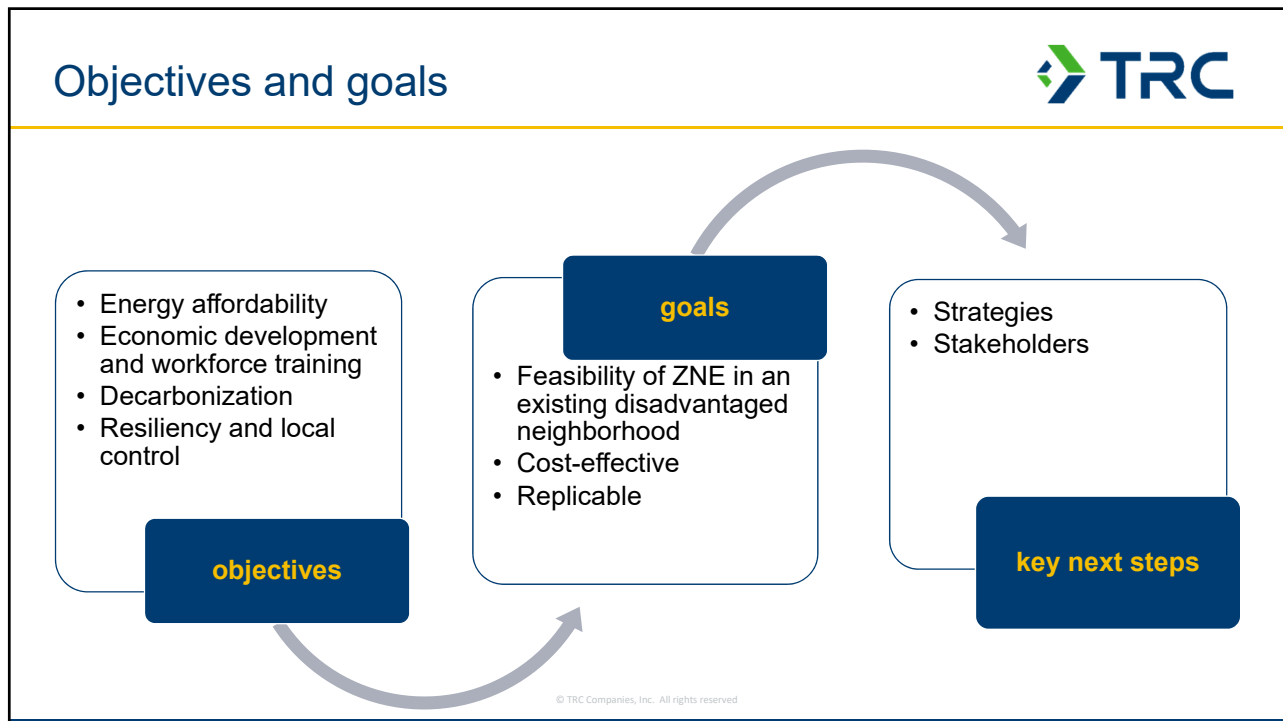 Objectives and goals
TRC
• Energy affordability
• Economic development
and workforce training
• Decarbonization
• Resiliency and local
control
objectives
goals
• Feasibility of ZNE in an
existing disadvantaged
neighborhood
• Cost-effective
• Replicable
• Strategies
• Stakeholders
key next steps
© TRC Companies, Inc. All rights reserved